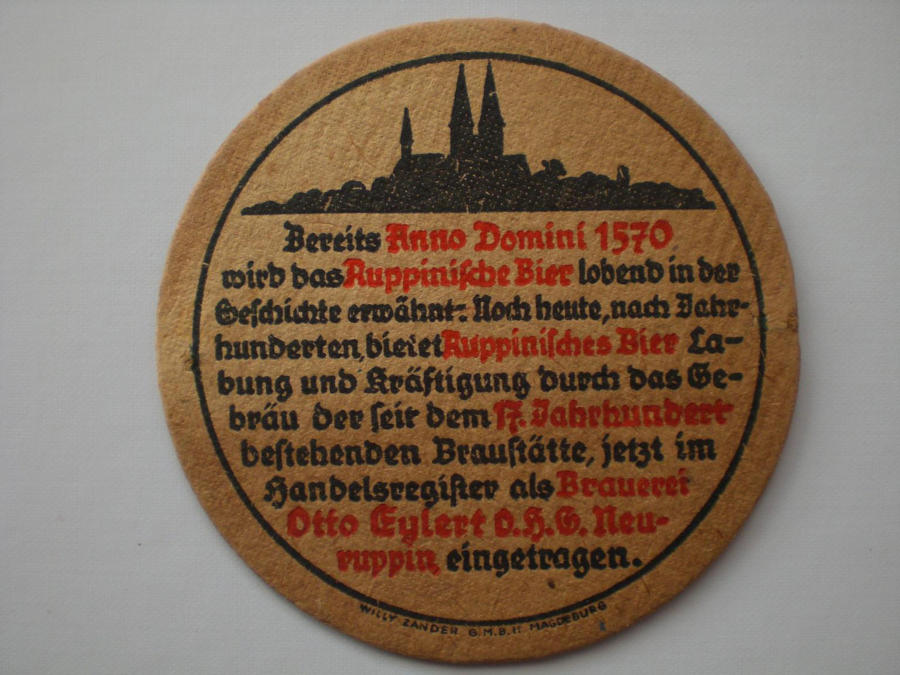 Bereits Anno Domini 1570
wird das Ruppinische Bier lobend in der
Geschichte erwähnt. Noch heute, nach Jahr-
hunderten, bietet Ruppinisches Bier La-
bung und Kräftigung durch das Ge-
bräu der seit dem 17. Jahrhundert
bestehenden Braustätte, jetzt im
Handelsregister als Brauerei
Otto Eylert O.H.G. Neu-
ruppin, eingetragen.
WILLY ZANDER G.M.B.H. MAGDEBURG